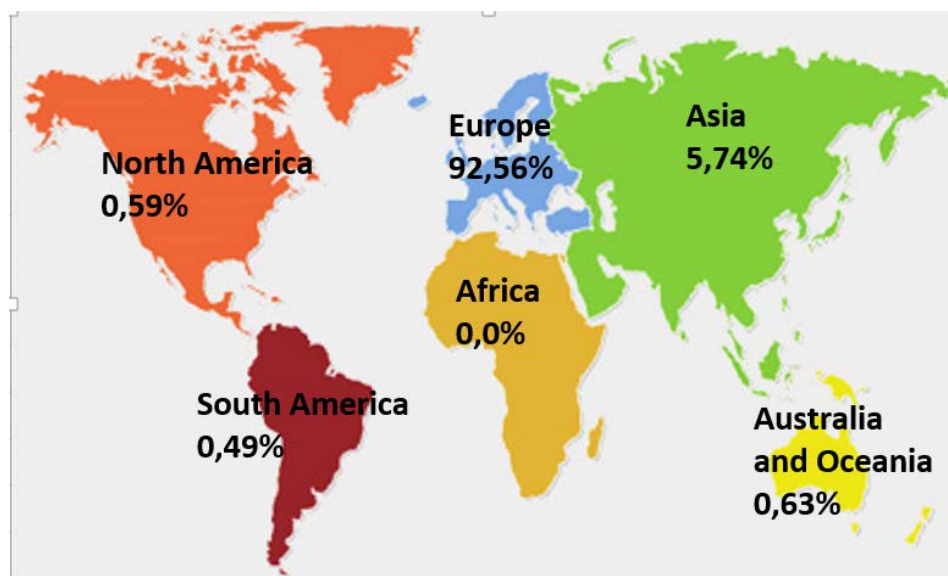 North America
0,59%
Europe
92,56%
Asia
5,74%
Africa
0,0%
South America
0,49%
Australia
and Oceania
0,63%